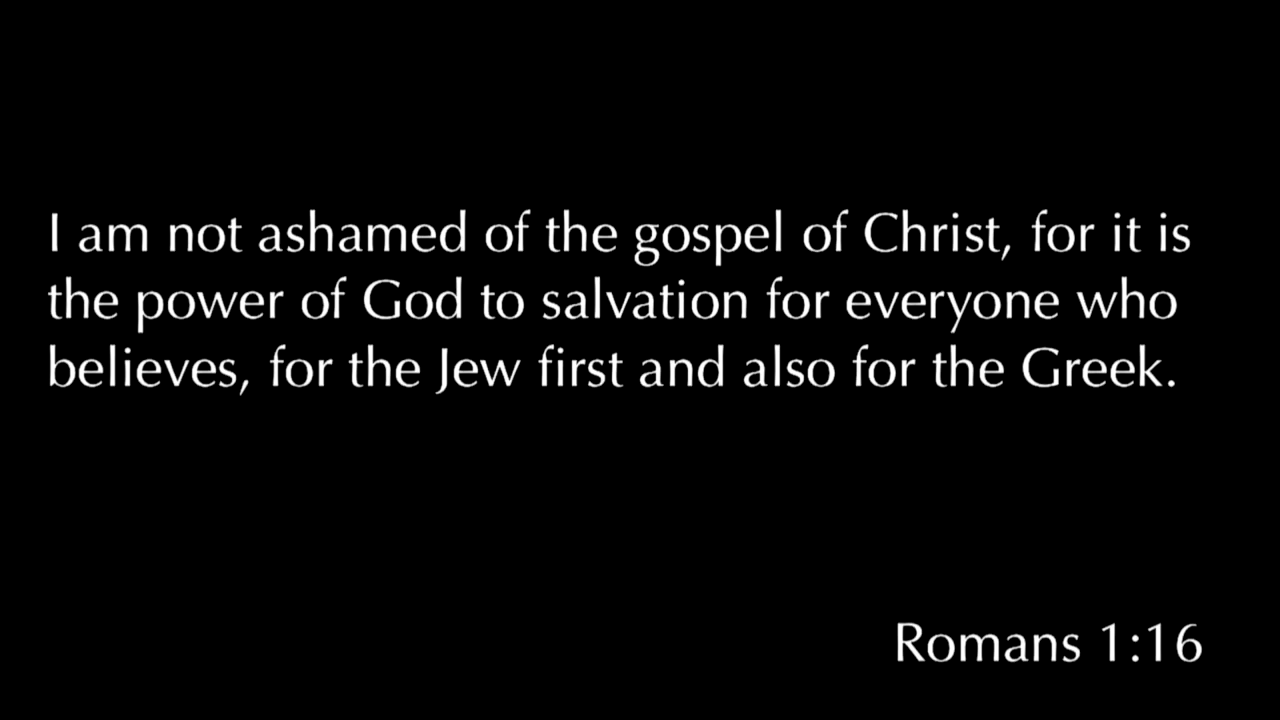 I am not ashamed of the gospel of Christ, for it is
the power of God to salvation for everyone who
believes, for the Jew first and also for the Greek.
Romans 1:16